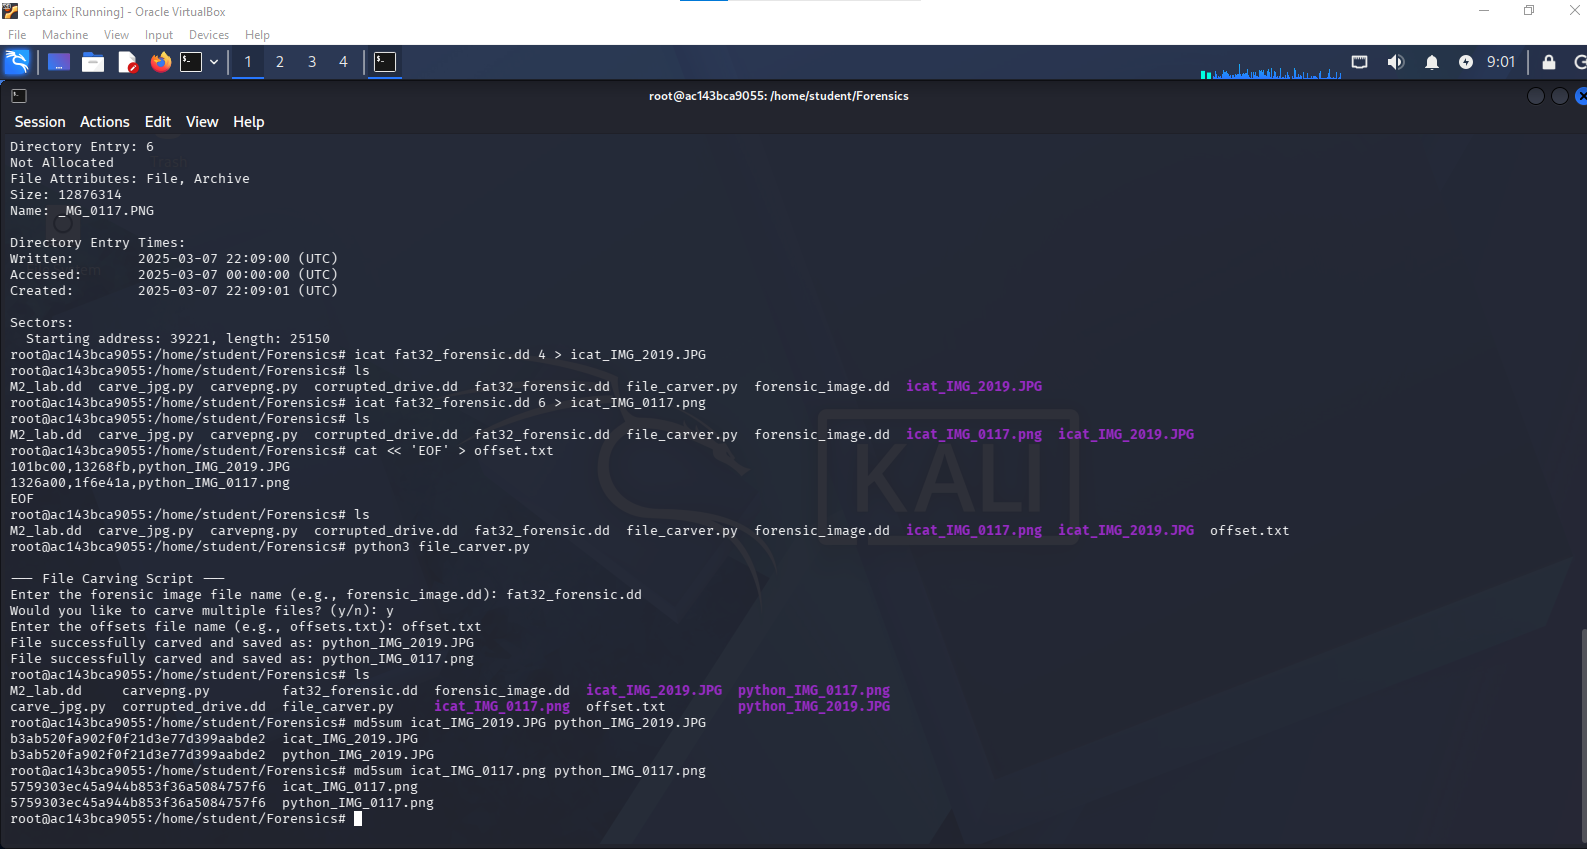 captainx [Running] - Oracle VirtualBox
File Machine View Input Devices Help
1 2 3 4 9:01
root@ac143bca9055: /home/student/Forensics
Session Actions Edit View Help
Directory Entry: 6
Not Allocated
File Attributes: File, Archive
Size: 12876314
Name: _MG_0117.PNG
Directory Entry Times:
Written:        2025-03-07 22:09:00 (UTC)
Accessed:       2025-03-07 00:00:00 (UTC)
Created:        2025-03-07 22:09:01 (UTC)
Sectors:
  Starting address: 39221, length: 25150
root@ac143bca9055:/home/student/Forensics# icat fat32_forensic.dd 4 > icat_IMG_2019.JPG
root@ac143bca9055:/home/student/Forensics# ls
M2_lab.dd  carve_jpg.py  carvepng.py  corrupted_drive.dd  fat32_forensic.dd  file_carver.py  forensic_image.dd  icat_IMG_2019.JPG
root@ac143bca9055:/home/student/Forensics# icat fat32_forensic.dd 6 > icat_IMG_0117.png
root@ac143bca9055:/home/student/Forensics# ls
M2_lab.dd  carve_jpg.py  carvepng.py  corrupted_drive.dd  fat32_forensic.dd  file_carver.py  forensic_image.dd  icat_IMG_0117.png  icat_IMG_2019.JPG
root@ac143bca9055:/home/student/Forensics# cat << 'EOF' > offset.txt
101bc00,13268fb,python_IMG_2019.JPG
1326a00,1f6e41a,python_IMG_0117.png
EOF
root@ac143bca9055:/home/student/Forensics# ls
M2_lab.dd  carve_jpg.py  carvepng.py  corrupted_drive.dd  fat32_forensic.dd  file_carver.py  forensic_image.dd  icat_IMG_0117.png  icat_IMG_2019.JPG  offset.txt
root@ac143bca9055:/home/student/Forensics# python3 file_carver.py
--- File Carving Script ---
Enter the forensic image file name (e.g., forensic_image.dd): fat32_forensic.dd
Would you like to carve multiple files? (y/n): y
Enter the offsets file name (e.g., offsets.txt): offset.txt
File successfully carved and saved as: python_IMG_2019.JPG
File successfully carved and saved as: python_IMG_0117.png
root@ac143bca9055:/home/student/Forensics# ls
M2_lab.dd     carvepng.py         fat32_forensic.dd  forensic_image.dd  icat_IMG_2019.JPG  python_IMG_0117.png
carve_jpg.py  corrupted_drive.dd  file_carver.py     icat_IMG_0117.png  offset.txt         python_IMG_2019.JPG
root@ac143bca9055:/home/student/Forensics# md5sum icat_IMG_2019.JPG python_IMG_2019.JPG
b3ab520fa902f0f21d3e77d399aabde2  icat_IMG_2019.JPG
b3ab520fa902f0f21d3e77d399aabde2  python_IMG_2019.JPG
root@ac143bca9055:/home/student/Forensics# md5sum icat_IMG_0117.png python_IMG_0117.png
5759303ec45a944b853f36a5084757f6  icat_IMG_0117.png
5759303ec45a944b853f36a5084757f6  python_IMG_0117.png
root@ac143bca9055:/home/student/Forensics#
KALI
Trash